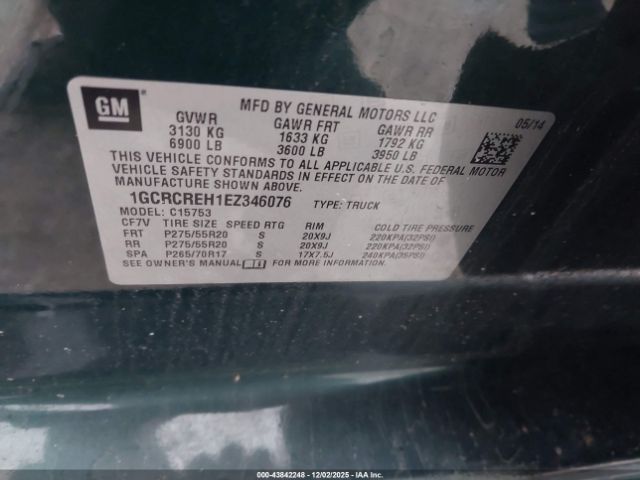 GM
MFD BY GENERAL MOTORS LLC
05/14
GVWR GAWR FRT GAWR RR
3130 KG 1633 KG 1792 KG
6900 LB 3600 LB 3950 LB
THIS VEHICLE CONFORMS TO ALL APPLICABLE U.S. FEDERAL MOTOR
VEHICLE SAFETY STANDARDS IN EFFECT ON THE DATE OF
MANUFACTURE SHOWN ABOVE.
1GCRCREH1EZ346076 TYPE: TRUCK
MODEL: C15753
CF7V TIRE SIZE SPEED RTG RIM COLD TIRE PRESSURE
FRT P275/55R20 S 20X9J 220KPA(32PSI)
RR P275/55R20 S 20X9J 220KPA(32PSI)
SPA P265/70R17 S 17X7.5J 240KPA(35PSI)
SEE OWNER'S MANUAL FOR MORE INFORMATION.
000-43842248 - 12/02/2025 - IAAI.CA